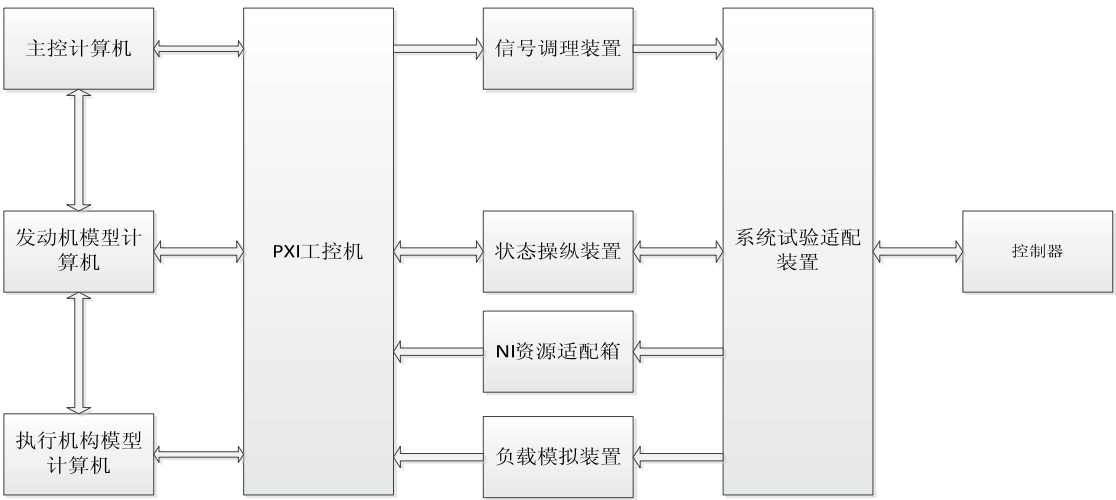 主控计算机
信号调理装置
发动机模型计
算机
PXI工控机
状态操纵装置
系统试验适配
装置
控制器
NI资源适配箱
执行机构模型
计算机
负载模拟装置